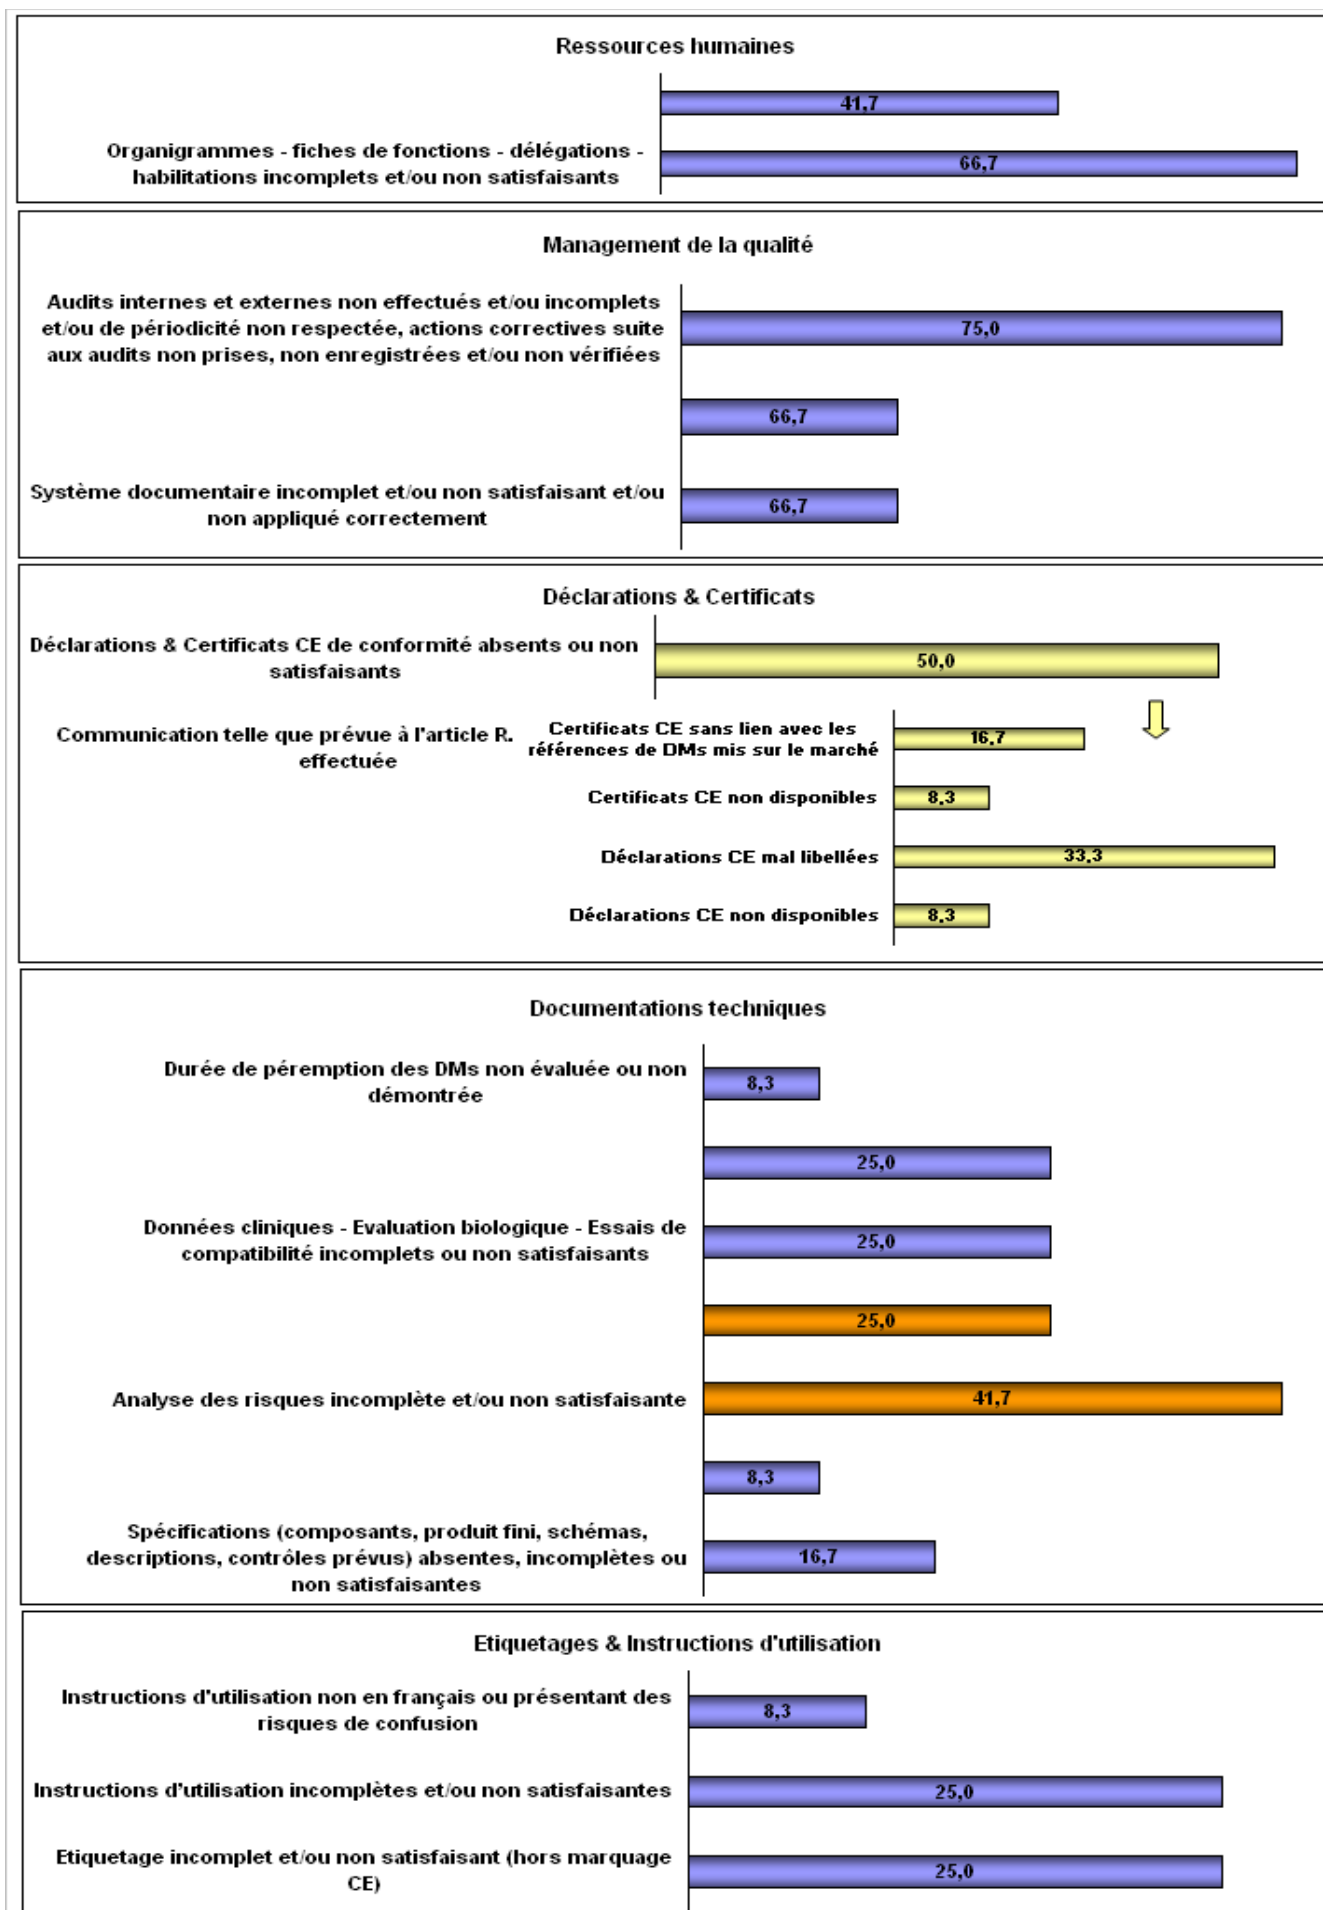 Ressources humaines
41,7
Organigrammes - fiches de fonctions - délégations -
habilitations incomplets et/ou non satisfaisants
66,7
Management de la qualité
Audits internes et externes non effectués et/ou incomplets
et/ou de périodicité non respectée, actions correctives suite
aux audits non prises, non enregistrées et/ou non vérifiées
75,0
66,7
Système documentaire incomplet et/ou non satisfaisant et/ou
non appliqué correctement
66,7
Déclarations & Certificats
Déclarations & Certificats CE de conformité absents ou non
satisfaisants
50,0
Communication telle que prévue à l'article R.
effectuée
Certificats CE sans lien avec les
références de DMs mis sur le marché
16,7
Certificats CE non disponibles
8,3
Déclarations CE mal libellées
33,3
Déclarations CE non disponibles
8,3
Documentations techniques
Durée de péremption des DMs non évaluée ou non
démontrée
8,3
25,0
Données cliniques - Evaluation biologique - Essais de
compatibilité incomplets ou non satisfaisants
25,0
25,0
Analyse des risques incomplète et/ou non satisfaisante
41,7
8,3
Spécifications (composants, produit fini, schémas,
descriptions, contrôles prévus) absentes, incomplètes ou
non satisfaisantes
16,7
Etiquetages & Instructions d'utilisation
Instructions d'utilisation non en français ou présentant des
risques de confusion
8,3
Instructions d'utilisation incomplètes et/ou non satisfaisantes
25,0
Etiquetage incomplet et/ou non satisfaisant (hors marquage
CE)
25,0